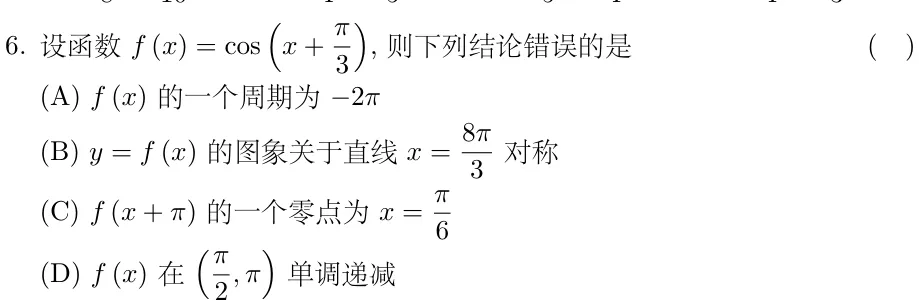 6. 设函数 f (x) = cos(x + π/3), 则下列结论错误的是 ( )
(A) f (x) 的一个周期为 −2π
(B) y = f (x) 的图象关于直线 x = 8π/3 对称
(C) f (x + π) 的一个零点为 x = π/6
(D) f (x) 在 (π/2, π) 单调递减